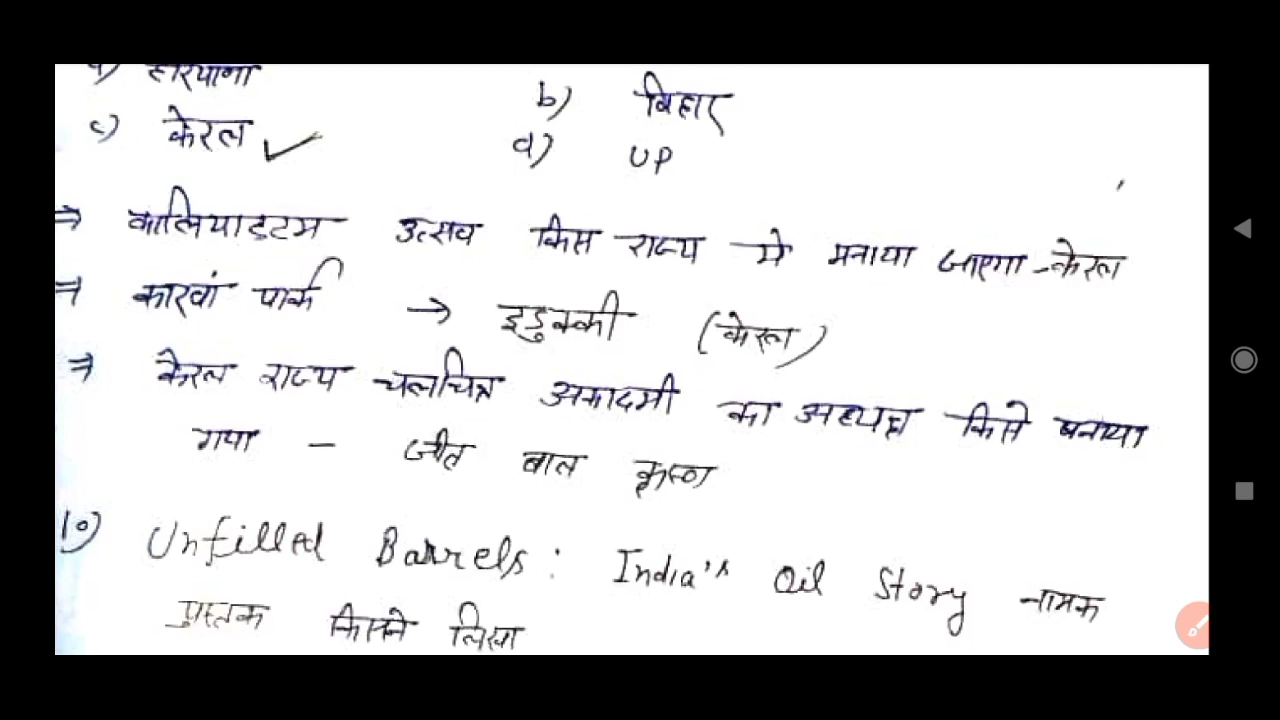 a) हरियाणा b) बिहार
c) केरल d) UP
⇒ कालियाट्टम उत्सव किस राज्य मे मनाया जाएगा - केरल
⇒ कारवां पार्क → इडुक्की (केरल)
⇒ केरल राज्य चलचित्र अकादमी का अध्यक्ष किसे बनाया
गया - जीत बाल कृष्ण
10) Unfilled Barrels: India's Oil Story नामक
पुस्तक किसने लिखा